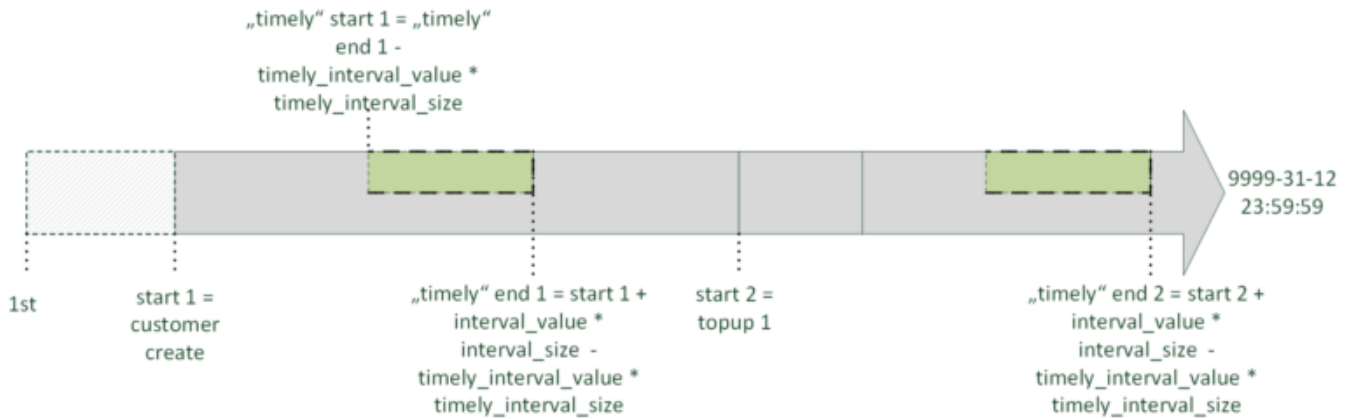 „timely“ start 1 = „timely“
end 1 -
timely_interval_value *
timely_interval_size
9999-31-12
23:59:59
1st
start 1 =
customer
create
„timely“ end 1 = start 1 +
interval_value *
interval_size -
timely_interval_value *
timely_interval_size
start 2 =
topup 1
„timely“ end 2 = start 2 +
interval_value *
interval_size -
timely_interval_value *
timely_interval_size